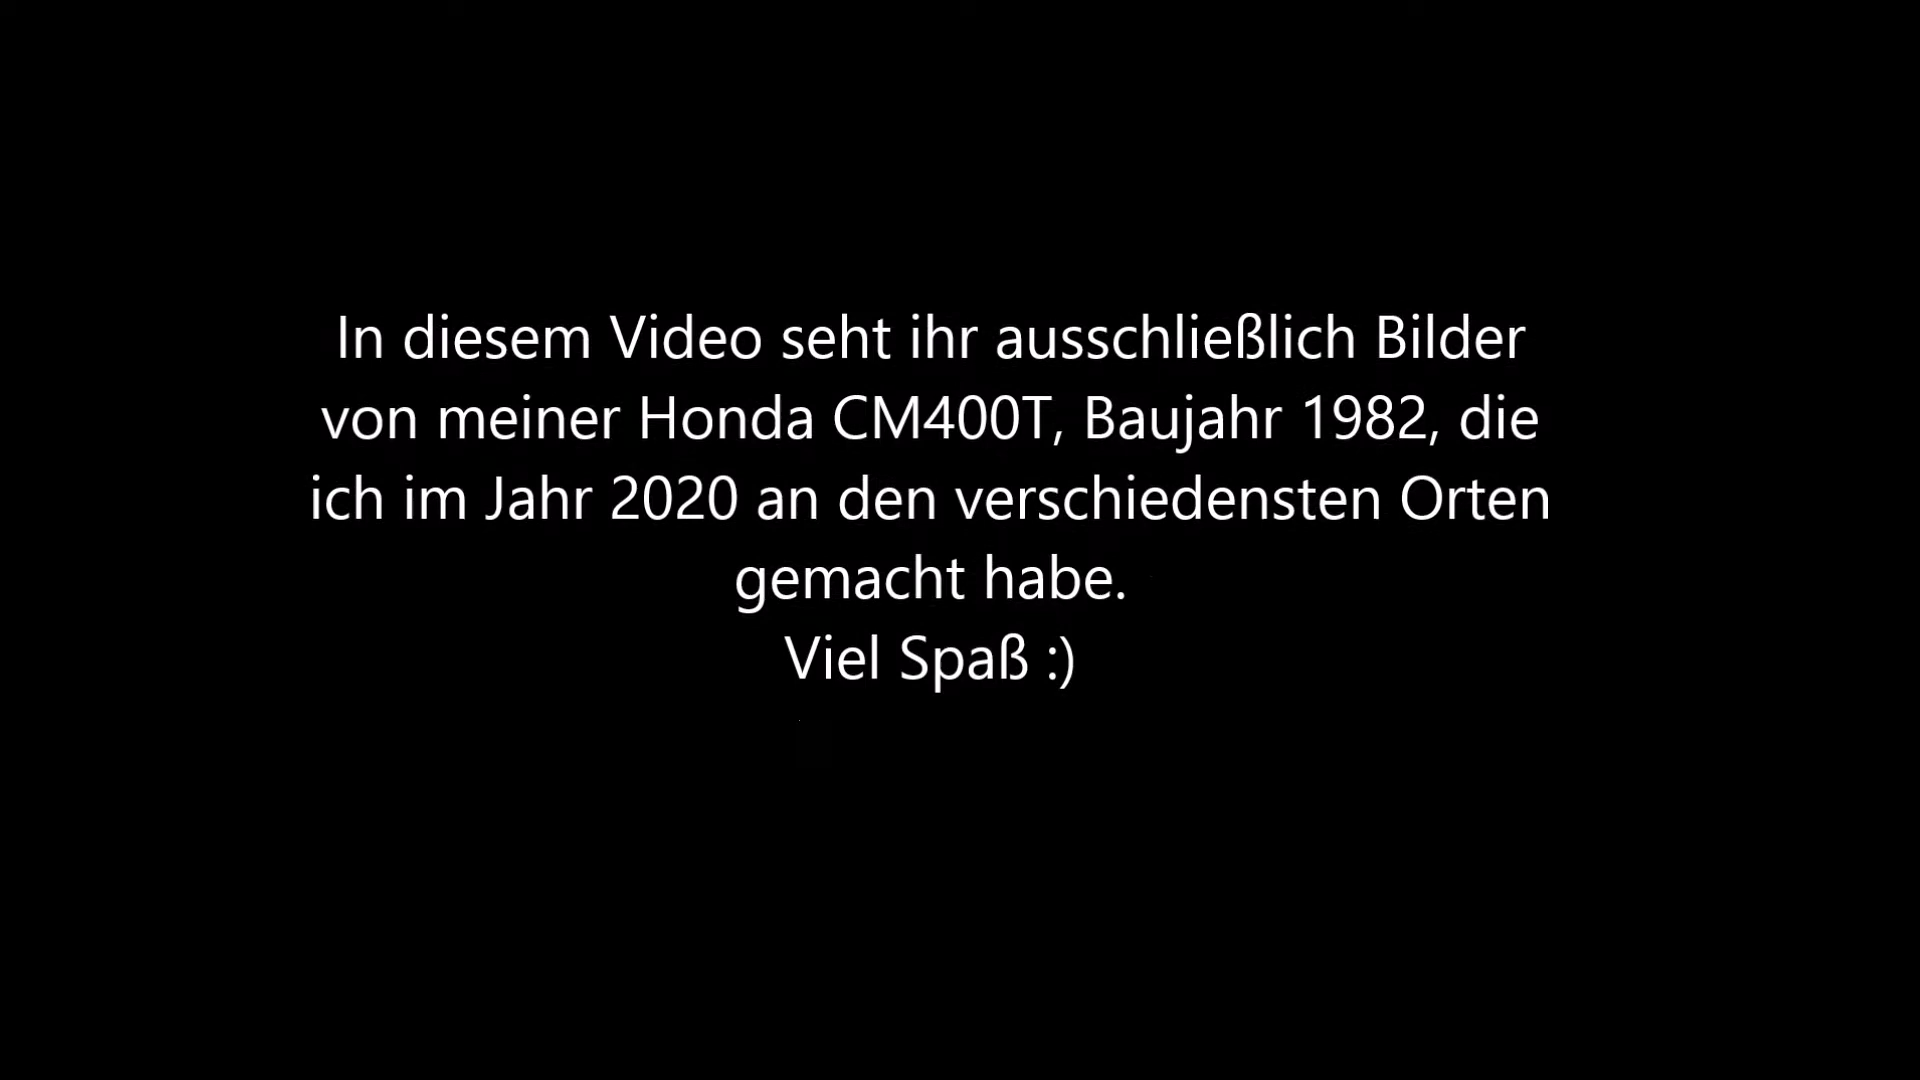 In diesem Video seht ihr ausschließlich Bilder
von meiner Honda CM400T, Baujahr 1982, die
ich im Jahr 2020 an den verschiedensten Orten
gemacht habe.
Viel Spaß :)